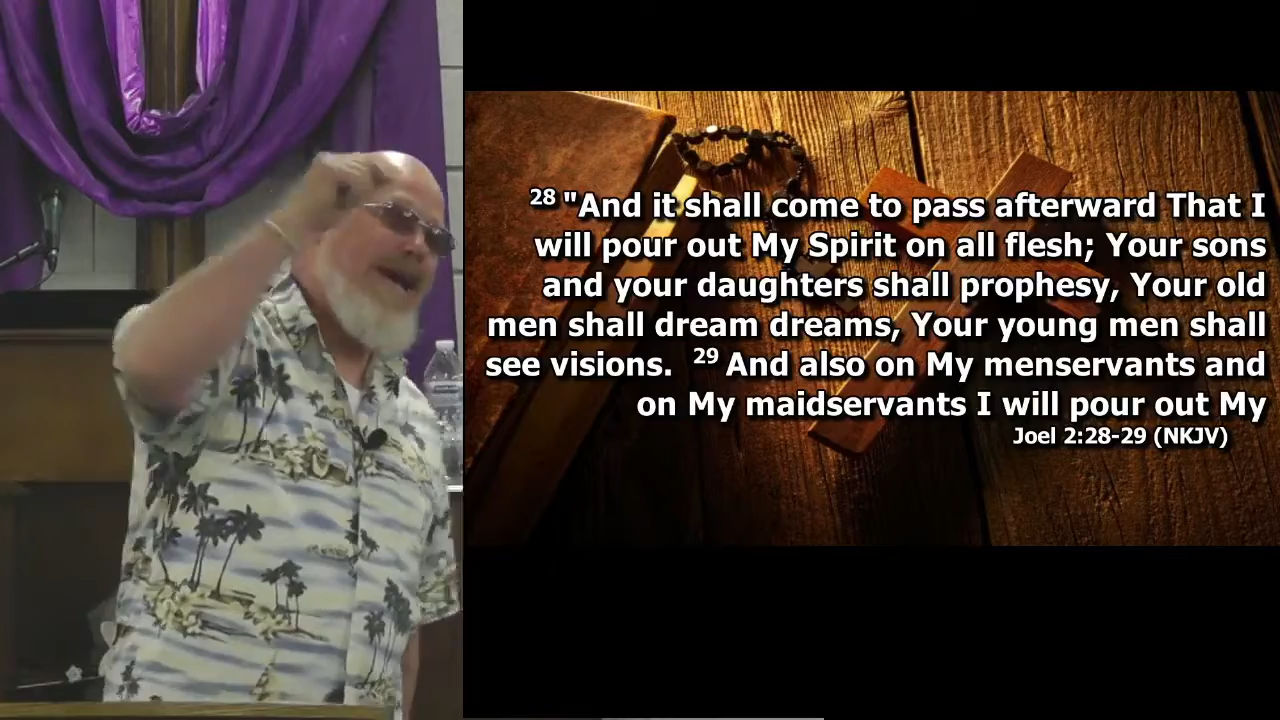 28 "And it shall come to pass afterward That I
will pour out My Spirit on all flesh; Your sons
and your daughters shall prophesy, Your old
men shall dream dreams, Your young men shall
see visions. 29 And also on My menservants and
on My maidservants I will pour out My
Joel 2:28-29 (NKJV)